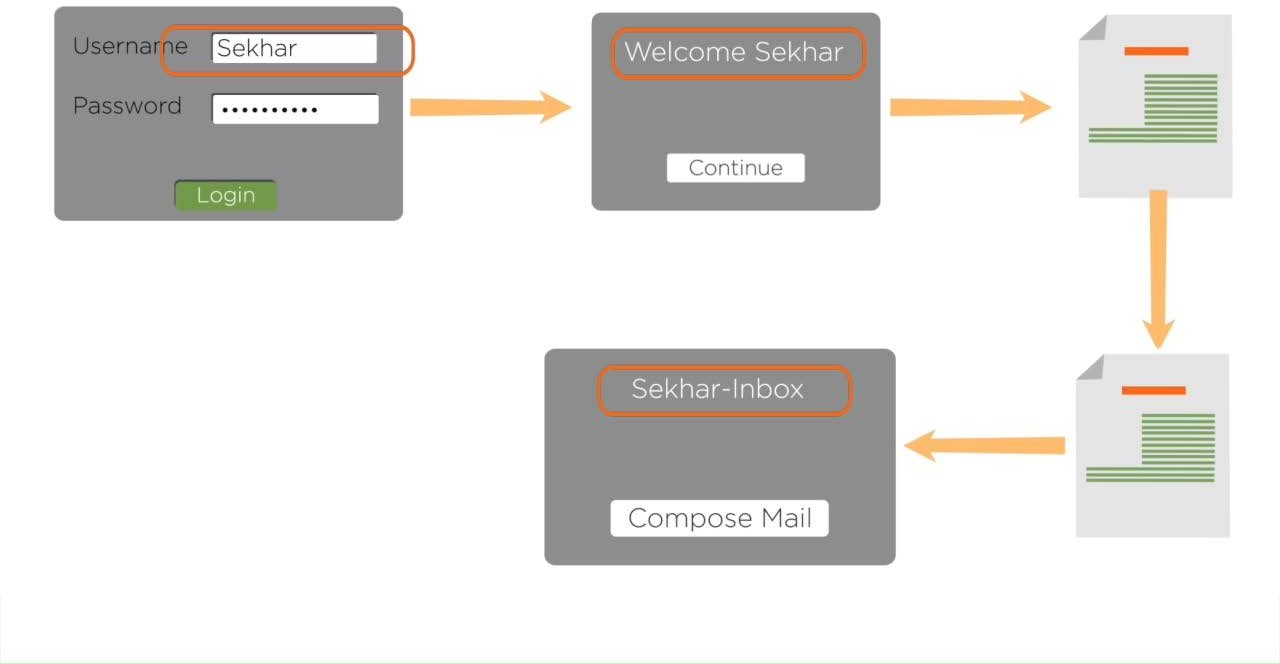 Username Sekhar
Password ••••••••••
Login
Welcome Sekhar
Continue
Sekhar-Inbox
Compose Mail